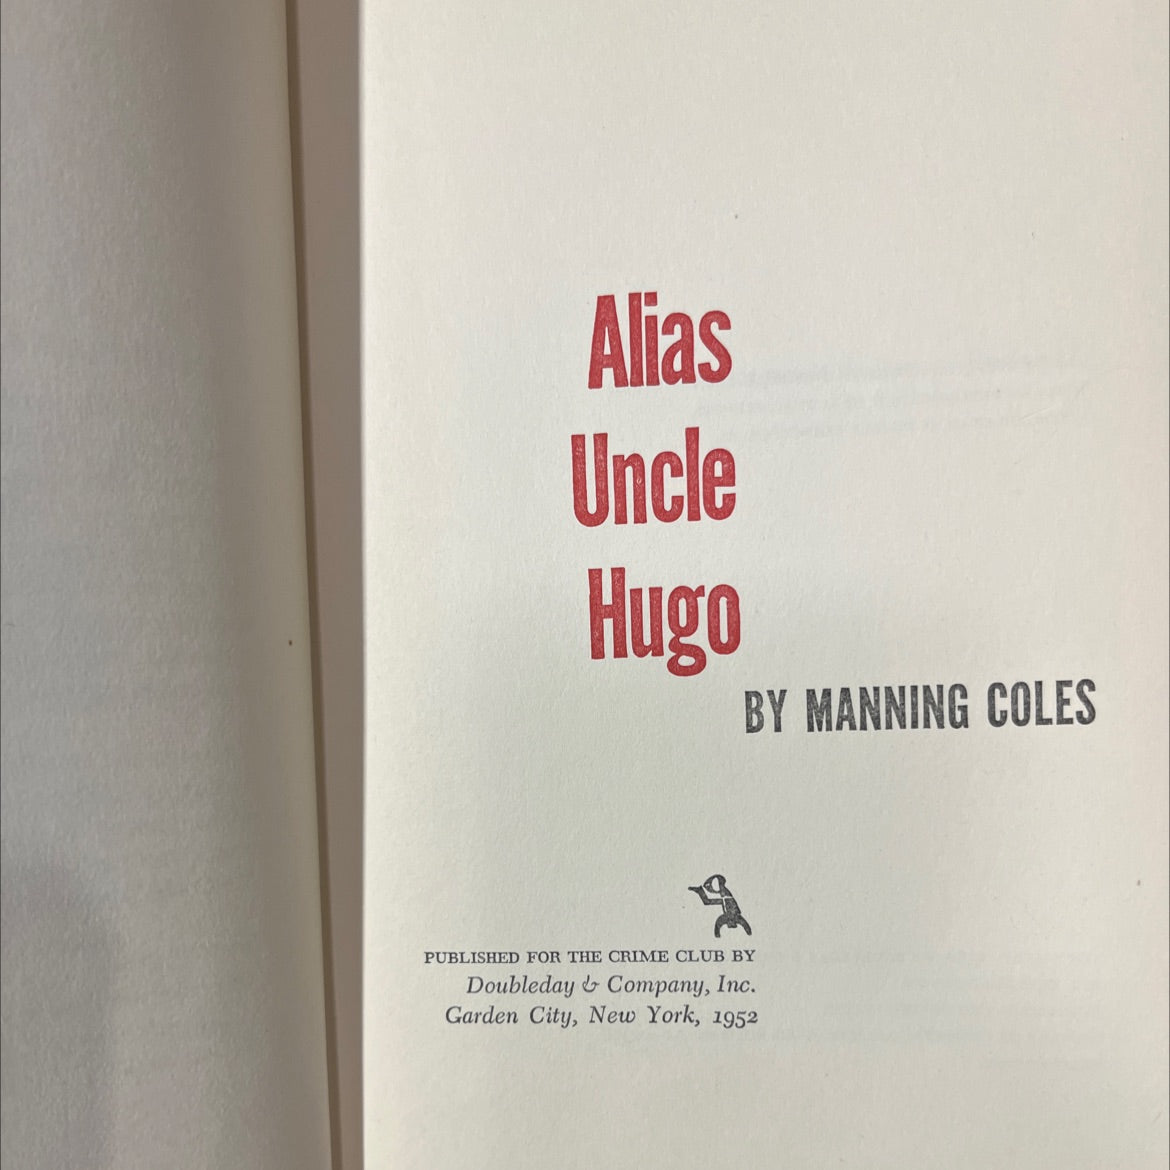 Alias
Uncle
Hugo
BY MANNING COLES
PUBLISHED FOR THE CRIME CLUB BY
Doubleday & Company, Inc.
Garden City, New York, 1952